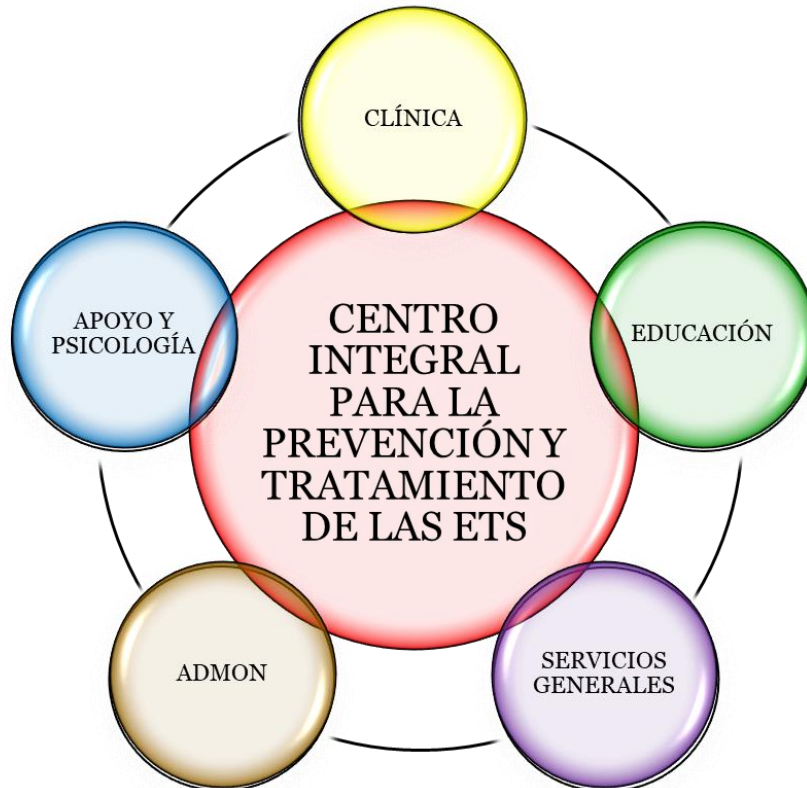 CLÍNICA
APOYO Y
PSICOLOGÍA
CENTRO
INTEGRAL
PARA LA
PREVENCIÓN Y
TRATAMIENTO
DE LAS ETS
EDUCACIÓN
ADMON
SERVICIOS
GENERALES